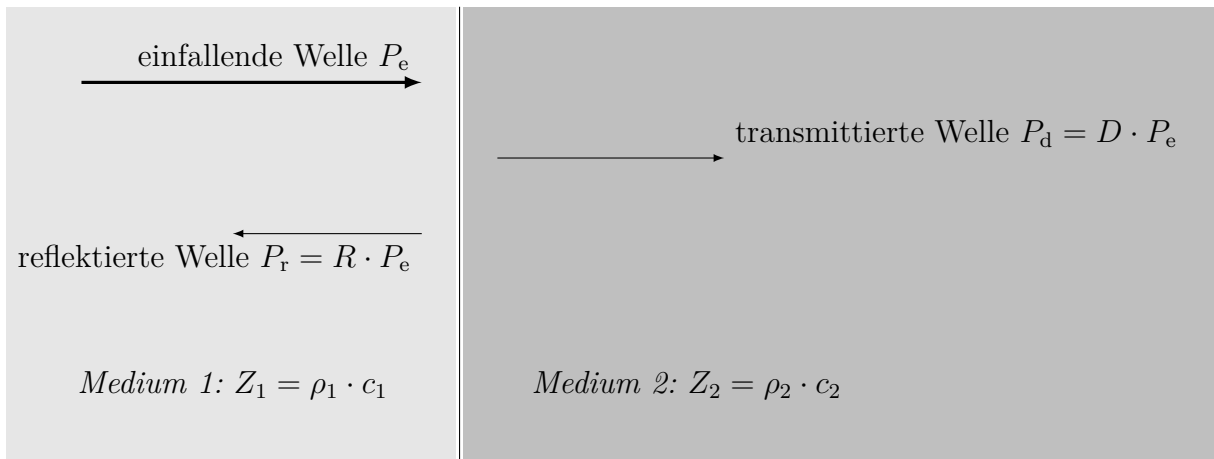 einfallende Welle Pₑ
transmittierte Welle P_d = D · Pₑ
reflektierte Welle P_r = R · Pₑ
Medium 1: Z₁ = ρ₁ · c₁
Medium 2: Z₂ = ρ₂ · c₂